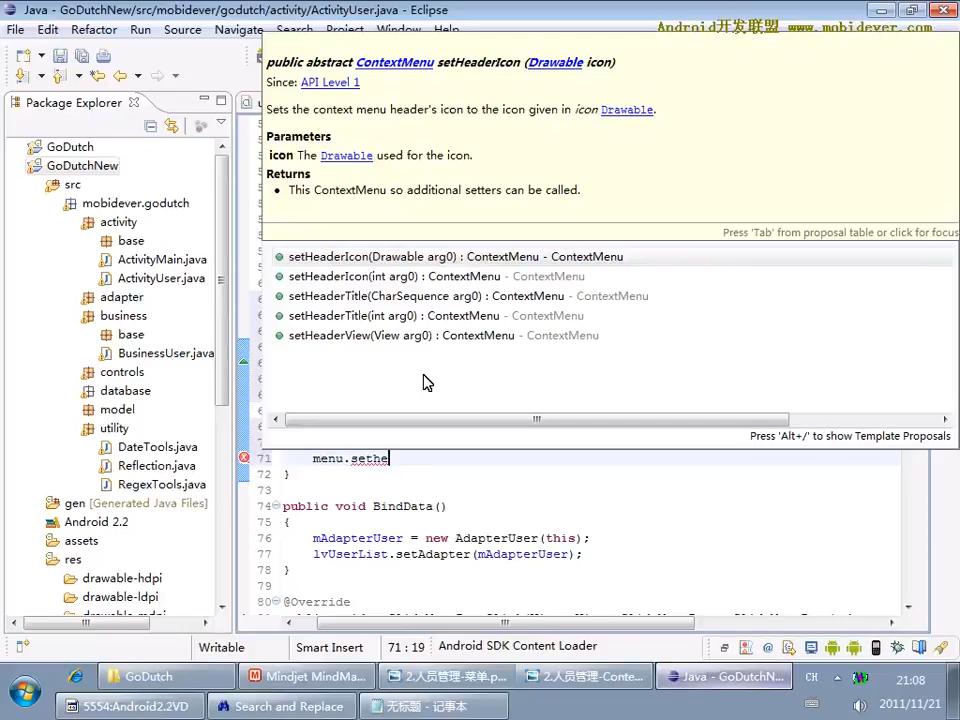 Java - GoDutchNew/src/mobidever/godutch/activity/ActivityUser.java - Eclipse
File Edit Refactor Run Source Navigate Search Project Window Help
Android开发联盟 www.mobidever.com
Package Explorer
GoDutch
GoDutchNew
src
mobidever.godutch
activity
base
ActivityMain.java
ActivityUser.java
adapter
business
base
BusinessUser.java
controls
database
model
utility
DateTools.java
Reflection.java
RegexTools.java
gen [Generated Java Files]
Android 2.2
assets
res
drawable-hdpi
drawable-ldpi
public abstract ContextMenu setHeaderIcon (Drawable icon)
Since: API Level 1
Sets the context menu header's icon to the icon given in icon Drawable.
Parameters
icon The Drawable used for the icon.
Returns
• This ContextMenu so additional setters can be called.
Press 'Tab' from proposal table or click for focus
setHeaderIcon(Drawable arg0) : ContextMenu - ContextMenu
setHeaderIcon(int arg0) : ContextMenu - ContextMenu
setHeaderTitle(CharSequence arg0) : ContextMenu - ContextMenu
setHeaderTitle(int arg0) : ContextMenu - ContextMenu
setHeaderView(View arg0) : ContextMenu - ContextMenu
Press 'Alt+/' to show Template Proposals
71 menu.sethe
72 }
73
74 public void BindData()
75 {
76 mAdapterUser = new AdapterUser(this);
77 lvUserList.setAdapter(mAdapterUser);
78 }
79
80 @Override
Writable Smart Insert 71 : 19 Android SDK Content Loader
GoDutch Mindjet MindMa... 2.人员管理-菜单.p... 2.人员管理-Conte... Java - GoDutchN... CH 21:08
5554:Android2.2VD Search and Replace 无标题 - 记事本 2011/11/21